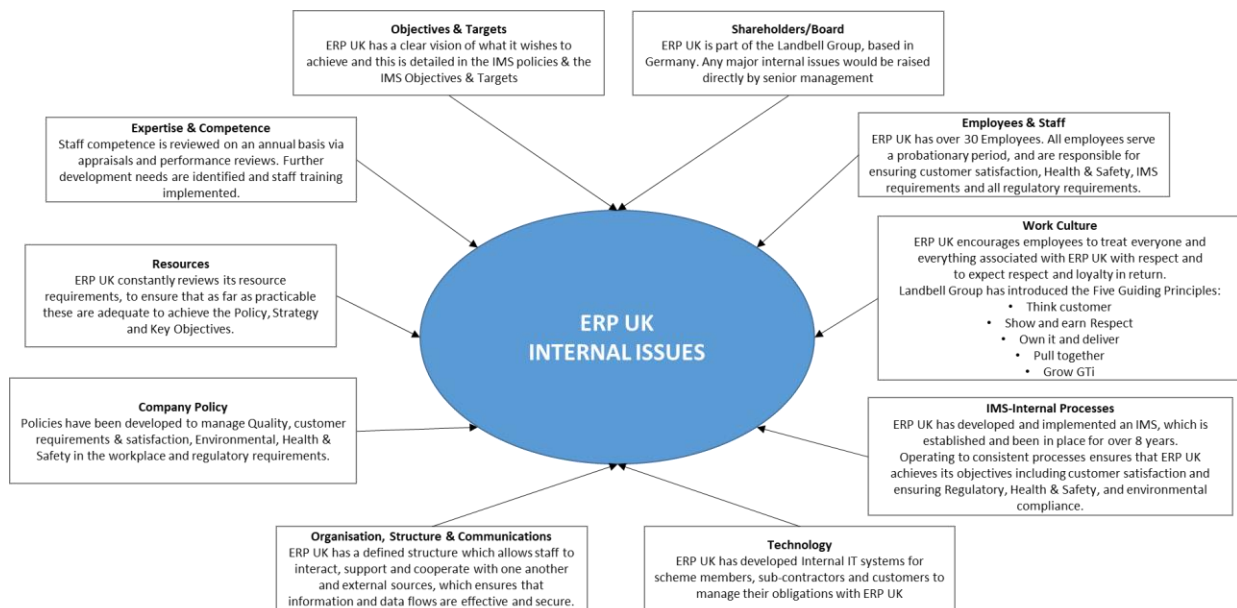 Objectives & Targets
ERP UK has a clear vision of what it wishes to
achieve and this is detailed in the IMS policies & the
IMS Objectives & Targets
Shareholders/Board
ERP UK is part of the Landbell Group, based in
Germany. Any major internal issues would be raised
directly by senior management
Expertise & Competence
Staff competence is reviewed on an annual basis via
appraisals and performance reviews. Further
development needs are identified and staff training
implemented.
Employees & Staff
ERP UK has over 30 Employees. All employees serve
a probationary period, and are responsible for
ensuring customer satisfaction, Health & Safety, IMS
requirements and all regulatory requirements.
Resources
ERP UK constantly reviews its resource
requirements, to ensure that as far as practicable
these are adequate to achieve the Policy, Strategy
and Key Objectives.
ERP UK
INTERNAL ISSUES
Work Culture
ERP UK encourages employees to treat everyone and
everything associated with ERP UK with respect and
to expect respect and loyalty in return.
Landbell Group has introduced the Five Guiding Principles:
• Think customer
• Show and earn Respect
• Own it and deliver
• Pull together
• Grow GTi
Company Policy
Policies have been developed to manage Quality, customer
requirements & satisfaction, Environmental, Health &
Safety in the workplace and regulatory requirements.
IMS-Internal Processes
ERP UK has developed and implemented an IMS, which is
established and been in place for over 8 years.
Operating to consistent processes ensures that ERP UK
achieves its objectives including customer satisfaction and
ensuring Regulatory, Health & Safety, and environmental
compliance.
Organisation, Structure & Communications
ERP UK has a defined structure which allows staff to
interact, support and cooperate with one another
and external sources, which ensures that
information and data flows are effective and secure.
Technology
ERP UK has developed Internal IT systems for
scheme members, sub-contractors and customers to
manage their obligations with ERP UK